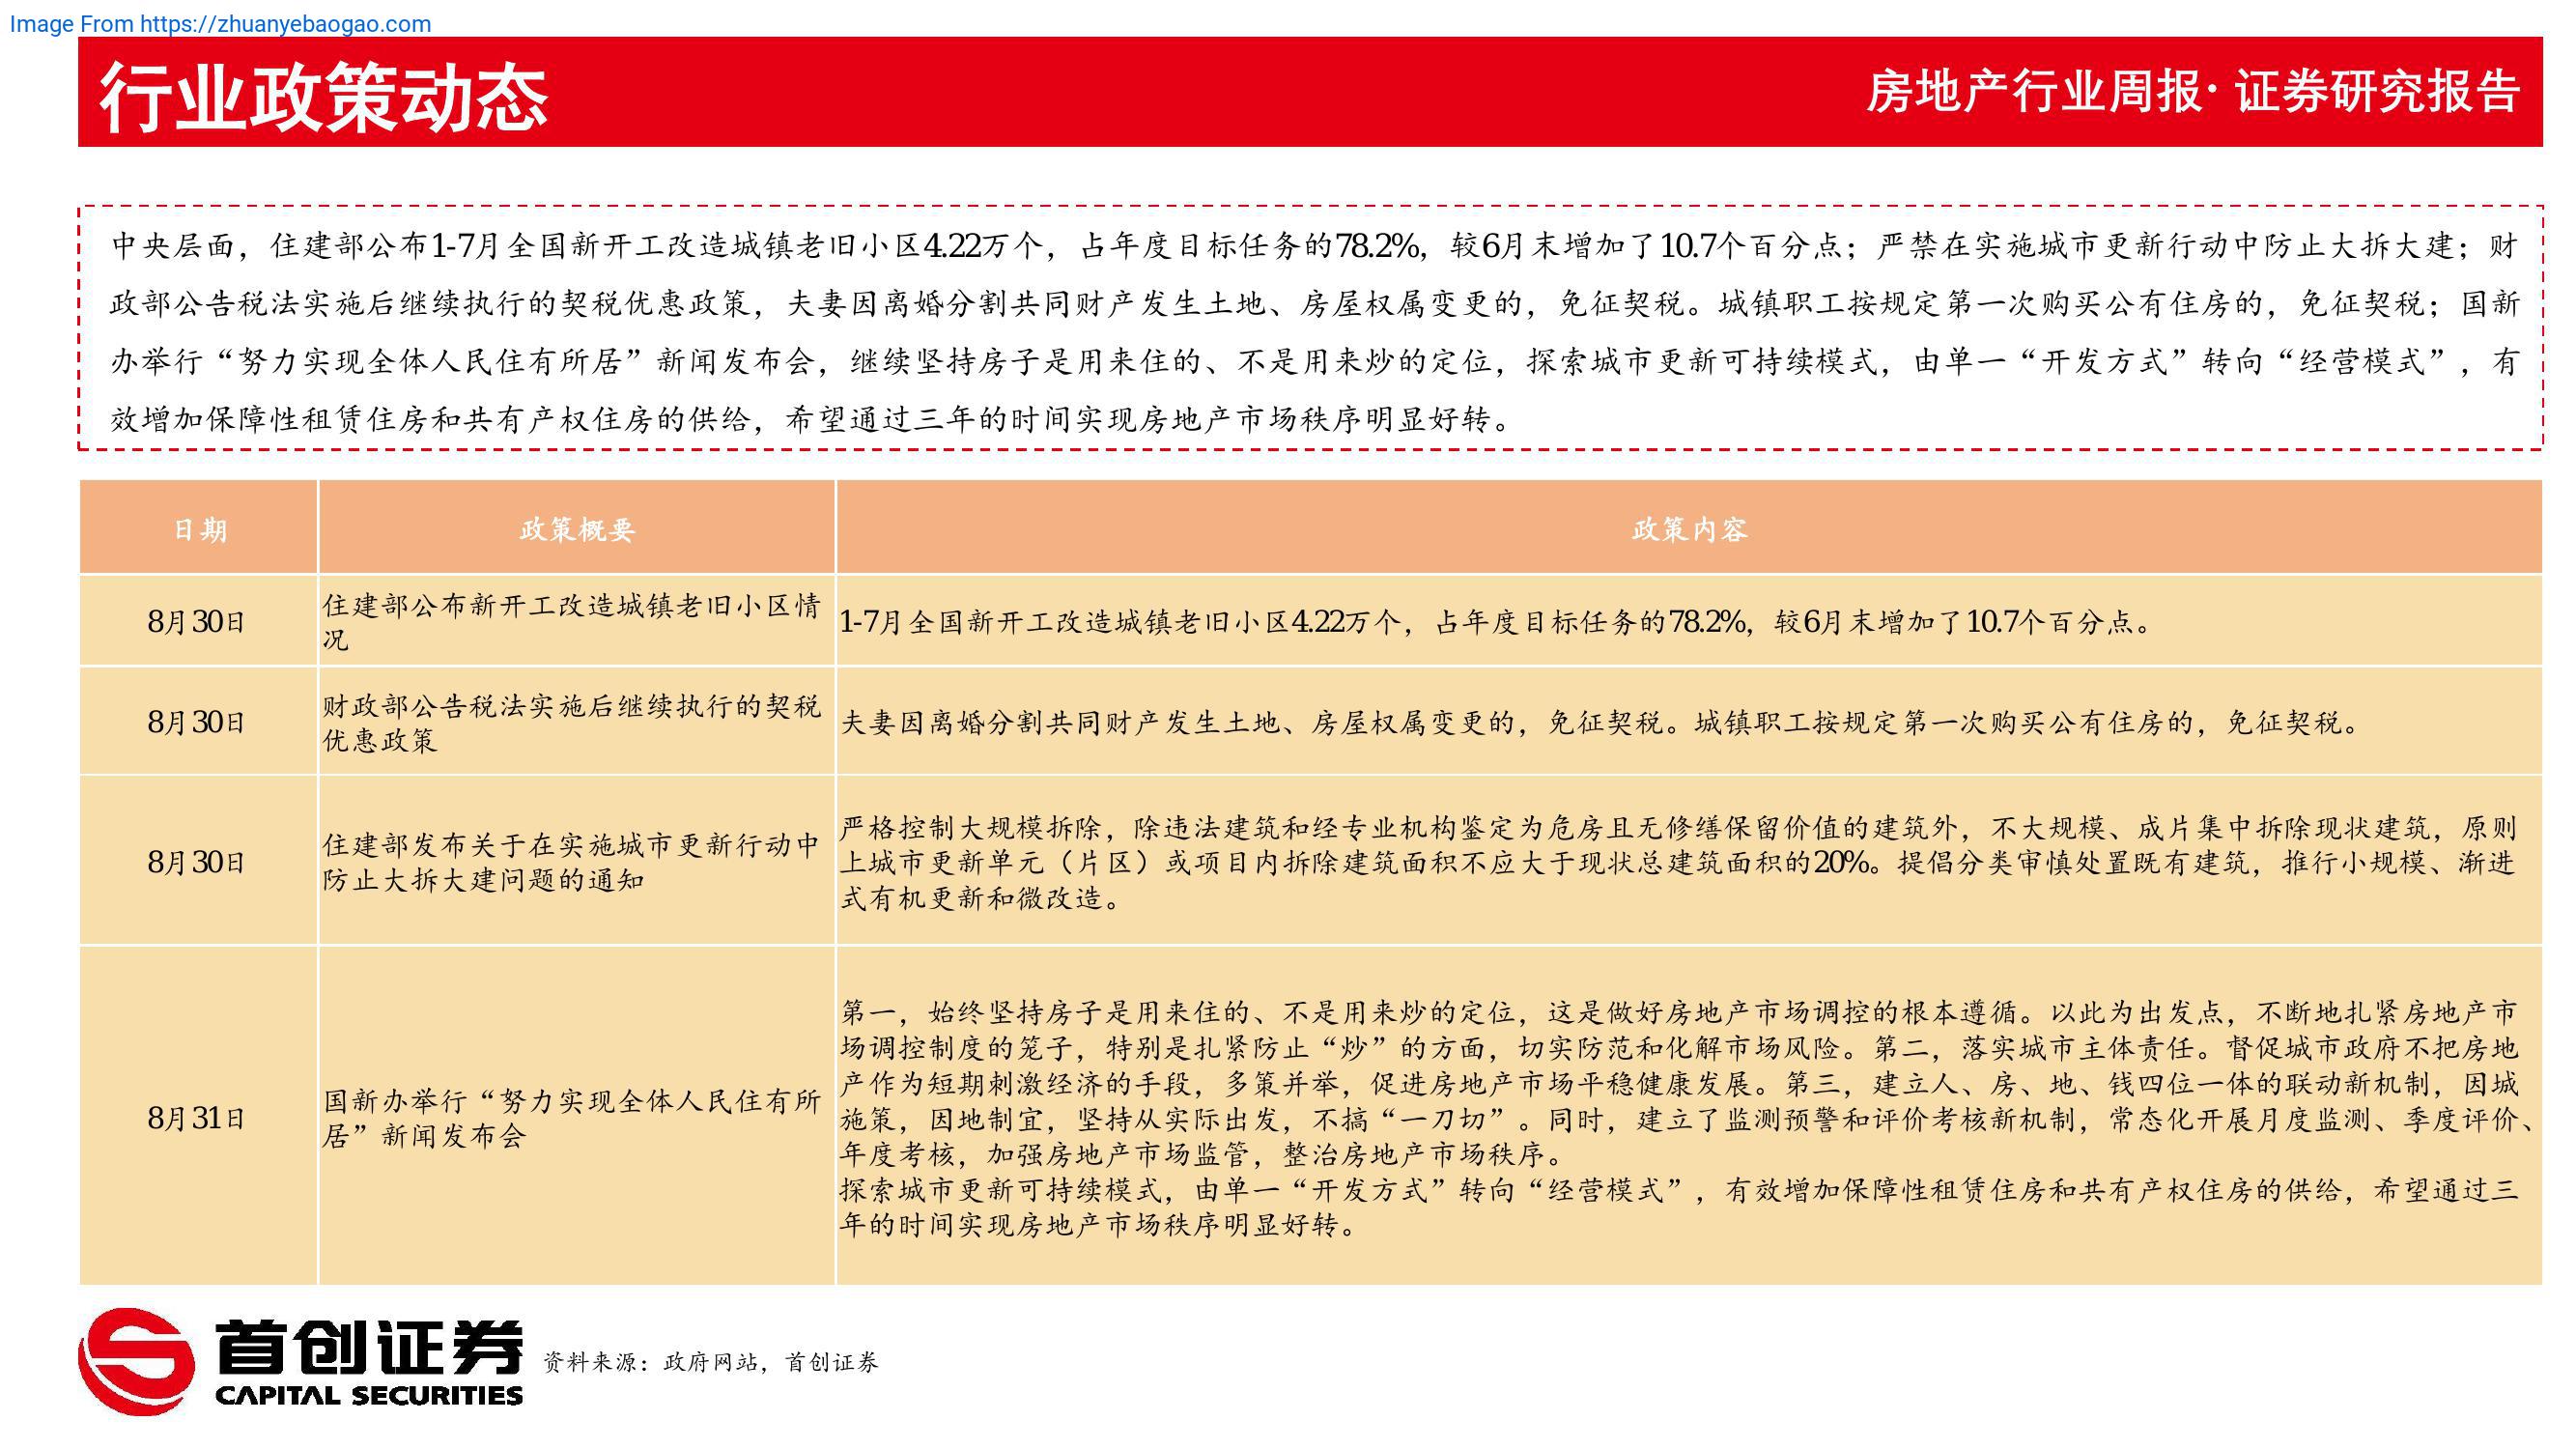 Image From https://zhuanyebaogao.com
行业政策动态
房地产行业周报· 证券研究报告
中央层面，住建部公布1-7月全国新开工改造城镇老旧小区4.22万个，占年度目标任务的78.2%，较6月末增加了10.7个百分点；严禁在实施城市更新行动中防止大拆大建；财
政部公告税法实施后继续执行的契税优惠政策，夫妻因离婚分割共同财产发生土地、房屋权属变更的，免征契税。城镇职工按规定第一次购买公有住房的，免征契税；国新
办举行“努力实现全体人民住有所居”新闻发布会，继续坚持房子是用来住的、不是用来炒的定位，探索城市更新可持续模式，由单一“开发方式”转向“经营模式”，有
效增加保障性租赁住房和共有产权住房的供给，希望通过三年的时间实现房地产市场秩序明显好转。
日期
政策概要
政策内容
8月30日
住建部公布新开工改造城镇老旧小区情
况
1-7月全国新开工改造城镇老旧小区4.22万个，占年度目标任务的78.2%，较6月末增加了10.7个百分点。
8月30日
财政部公告税法实施后继续执行的契税
优惠政策
夫妻因离婚分割共同财产发生土地、房屋权属变更的，免征契税。城镇职工按规定第一次购买公有住房的，免征契税。
8月30日
住建部发布关于在实施城市更新行动中
防止大拆大建问题的通知
严格控制大规模拆除，除违法建筑和经专业机构鉴定为危房且无修缮保留价值的建筑外，不大规模、成片集中拆除现状建筑，原则
上城市更新单元（片区）或项目内拆除建筑面积不应大于现状总建筑面积的20%。提倡分类审慎处置既有建筑，推行小规模、渐进
式有机更新和微改造。
8月31日
国新办举行“努力实现全体人民住有所
居”新闻发布会
第一，始终坚持房子是用来住的、不是用来炒的定位，这是做好房地产市场调控的根本遵循。以此为出发点，不断地扎紧房地产市
场调控制度的笼子，特别是扎紧防止“炒”的方面，切实防范和化解市场风险。第二，落实城市主体责任。督促城市政府不把房地
产作为短期刺激经济的手段，多策并举，促进房地产市场平稳健康发展。第三，建立人、房、地、钱四位一体的联动新机制，因城
施策，因地制宜，坚持从实际出发，不搞“一刀切”。同时，建立了监测预警和评价考核新机制，常态化开展月度监测、季度评价、
年度考核，加强房地产市场监管，整治房地产市场秩序。
探索城市更新可持续模式，由单一“开发方式”转向“经营模式”，有效增加保障性租赁住房和共有产权住房的供给，希望通过三
年的时间实现房地产市场秩序明显好转。
首创证券
CAPITAL SECURITIES
资料来源：政府网站，首创证券